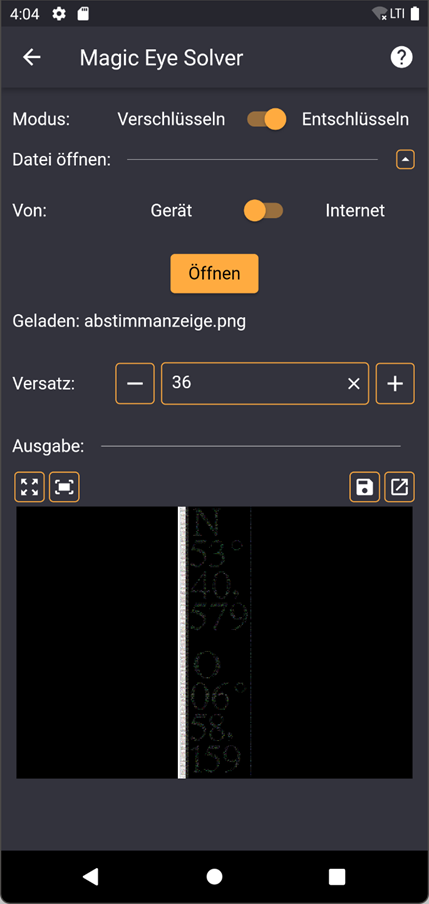 4:04 LTE
Magic Eye Solver
Modus: Verschlüsseln Entschlüsseln
Datei öffnen:
Von: Gerät Internet
Öffnen
Geladen: abstimmanzeige.png
Versatz: 36
Ausgabe:
N
53°
40.
579
O
06°
58.
159